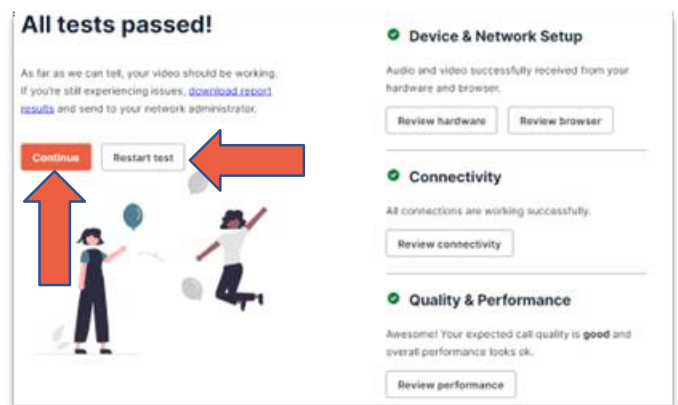 All tests passed!
As far as we can tell, your video should be working.
If you're still experiencing issues, download report
results and send to your network administrator.
Continue
Restart test
Device & Network Setup
Audio and video successfully received from your
hardware and browser.
Review hardware
Review browser
Connectivity
All connections are working successfully.
Review connectivity
Quality & Performance
Awesome! Your expected call quality is good and
overall performance looks ok.
Review performance